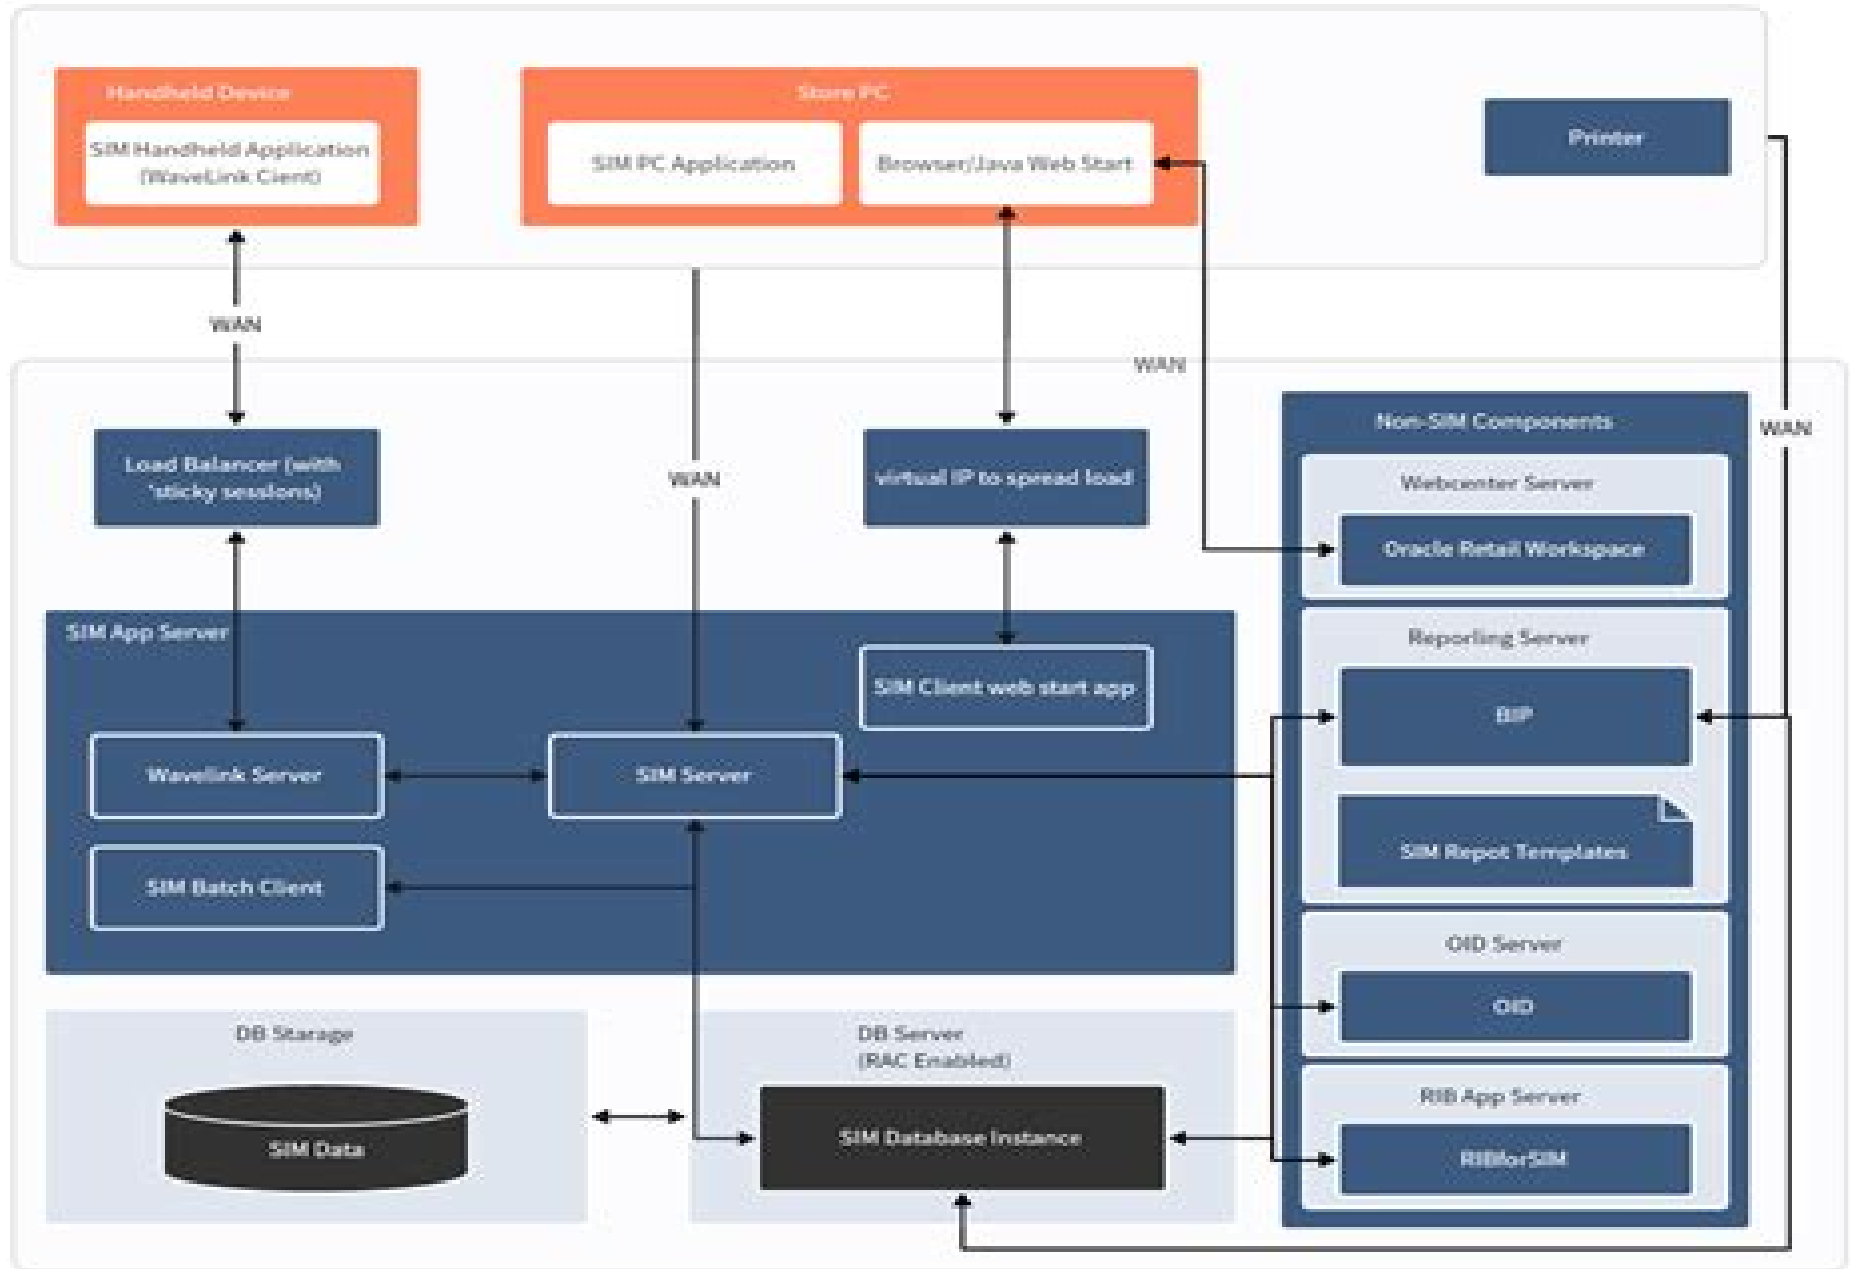 Handheld Device
SIM Handheld Application
(WaveLink Cient)
Store PC
SIM PC Application
Browser/Java Web Start
Printer
WAN
WAN
WAN
WAN
Load Balancer (with
'sticky sessions)
virtual IP to spread load
Non-SIM Components
Webcenter Server
Oracle Retail Workspace
Reporling Server
BIP
SIM Repot Templates
OID Server
OID
RIB App Server
RIBforSIM
SIM App Server
SIM Client web start app
Wavelink Server
SIM Server
SIM Batch Client
DB Starage
SIM Data
DB Server
(RAC Enabled)
SIM Database Instance